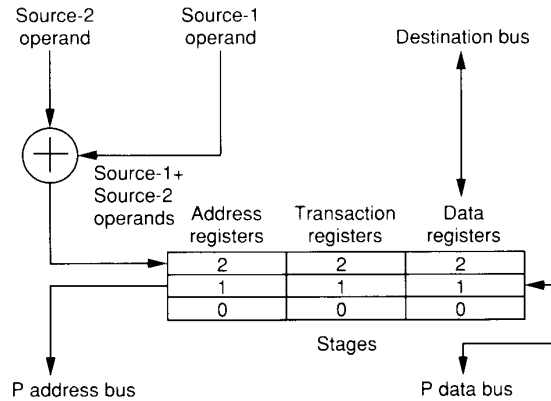 Source-2
operand
Source-1
operand
Destination bus
+
Source-1+
Source-2
operands
Address
registers
Transaction
registers
Data
registers
2 2 2
1 1 1
0 0 0
Stages
P address bus
P data bus